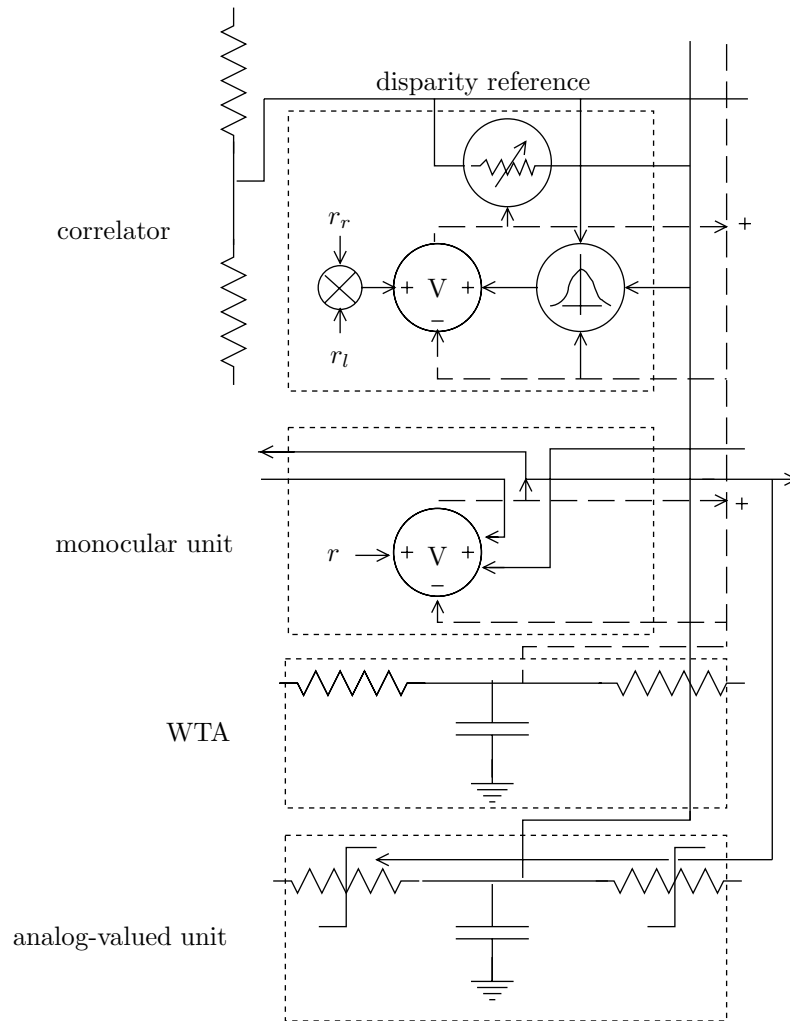 disparity reference
correlator
r_r
+
+ V +
−
r_l
monocular unit
+
r
+ V +
−
WTA
analog-valued unit